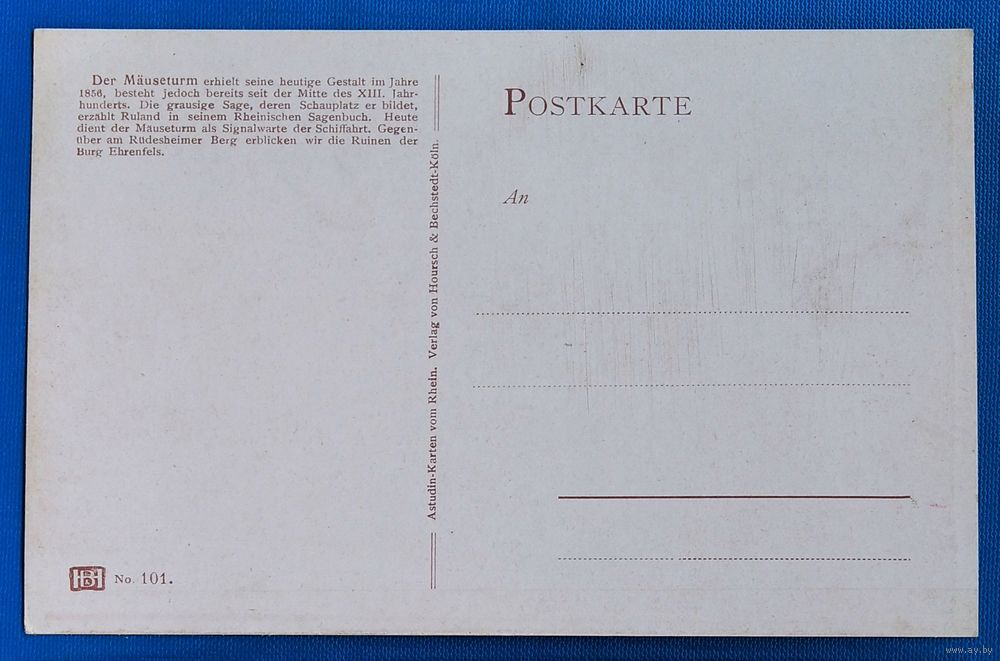 Der Mäuseturm erhielt seine heutige Gestalt im Jahre
1856, besteht jedoch bereits seit der Mitte des XIII. Jahr-
hunderts. Die grausige Sage, deren Schauplatz er bildet,
erzählt Ruland in seinem Rheinischen Sagenbuch. Heute
dient der Mäuseturm als Signalwarte der Schiffahrt. Gegen-
über am Rüdesheimer Berg erblicken wir die Ruinen der
Burg Ehrenfels.
HB No. 101.
Astudin-Karten vom Rhein. Verlag von Hoursch & Bechstedt-Köln.
POSTKARTE
An
www.ay.by